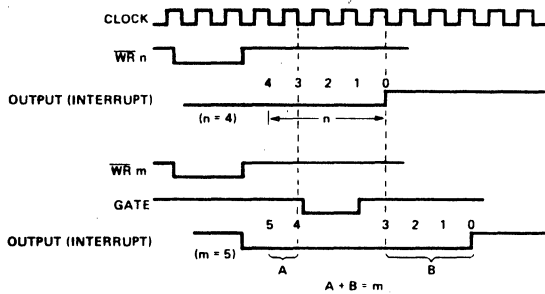 CLOCK
WR n
4 3 2 1 0
OUTPUT (INTERRUPT)
(n = 4)
n
WR m
GATE
5 4 3 2 1 0
OUTPUT (INTERRUPT)
(m = 5)
A B
A + B = m